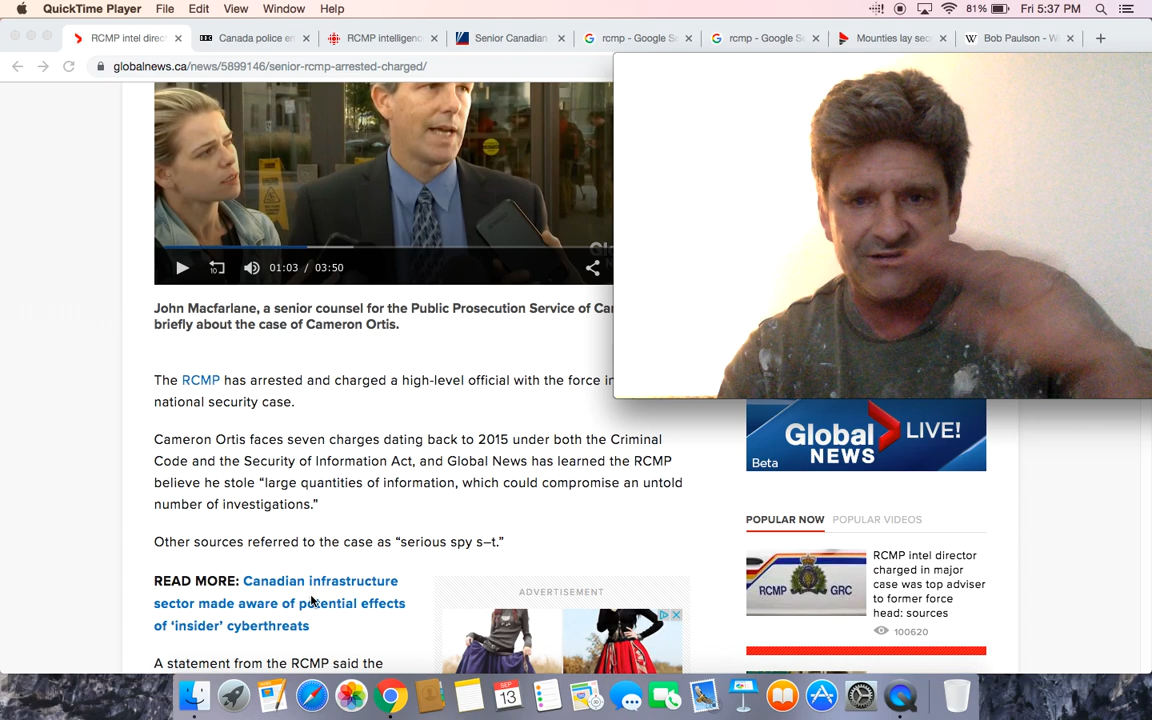 QuickTime Player File Edit View Window Help 81% Fri 5:37 PM
RCMP intel direc Canada police en RCMP intelligenc Senior Canadian rcmp - Google Se rcmp - Google Se Mounties lay sec W Bob Paulson - W
globalnews.ca/news/5899146/senior-rcmp-arrested-charged/
10 01:03 / 03:50
John Macfarlane, a senior counsel for the Public Prosecution Service of
briefly about the case of Cameron Ortis.
The RCMP has arrested and charged a high-level official with the force
national security case.
Cameron Ortis faces seven charges dating back to 2015 under both the Criminal
Code and the Security of Information Act, and Global News has learned the RCMP
believe he stole “large quantities of information, which could compromise an untold
number of investigations.”
Other sources referred to the case as “serious spy s–t.”
READ MORE: Canadian infrastructure
sector made aware of potential effects
of ‘insider’ cyberthreats
A statement from the RCMP said the
ADVERTISEMENT
Global LIVE!
NEWS
Beta
POPULAR NOW POPULAR VIDEOS
RCMP GRC
RCMP intel director
charged in major
case was top adviser
to former force
head: sources
100620
SEP
13